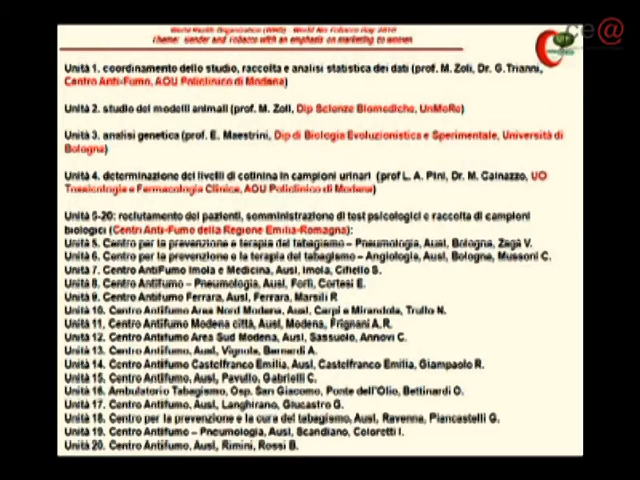 World Health Organization (WHO) - World No Tobacco Day 2010
Theme: Gender and Tobacco with an emphasis on marketing to women
ce@
Unità 1. coordinamento dello studio, raccolta e analisi statistica dei dati (prof. M. Zoli, Dr. G. Trianni,
Centro Anti-Fumo, AOU Policlinico di Modena)
Unità 2. studio dei modelli animali (prof. M. Zoli, Dip Scienze Biomediche, UniMoRe)
Unità 3. analisi genetica (prof. E. Maestrini, Dip di Biologia Evoluzionistica e Sperimentale, Università di
Bologna)
Unità 4. determinazione dei livelli di cotinina in campioni urinari (prof L. A. Pini, Dr. M. Cainazzo, UO
Tossicologia e Farmacologia Clinica, AOU Policlinico di Modena)
Unità 5-20: reclutamento dei pazienti, somministrazione di test psicologici e raccolta di campioni
biologici (Centri Anti-Fumo della Regione Emilia-Romagna):
Unità 5. Centro per la prevenzione e terapia del tabagismo – Pneumologia, Ausl, Bologna, Zagà V.
Unità 6. Centro per la prevenzione e la terapia del tabagismo – Angiologia, Ausl, Bologna, Mussoni C.
Unità 7. Centro AntiFumo Imola e Medicina, Ausl, Imola, Cifiello S.
Unità 8. Centro Antifumo – Pneumologia, Ausl, Forlì, Cortesi E.
Unità 9. Centro Antifumo Ferrara, Ausl, Ferrara, Marsili R
Unità 10. Centro Antifumo Area Nord Modena, Ausl, Carpi e Mirandola, Trullo N.
Unità 11. Centro Antifumo Modena città, Ausl, Modena, Frignani A.R.
Unità 12. Centro Antifumo Area Sud Modena, Ausl, Sassuolo, Annovi C.
Unità 13. Centro Antifumo, Ausl, Vignola, Bernardi A.
Unità 14. Centro Antifumo Castelfranco Emilia, Ausl, Castelfranco Emilia, Giampaolo R.
Unità 15. Centro Antifumo, Ausl, Pavullo, Gabrielli C.
Unità 16. Ambulatorio Tabagismo, Osp. San Giacomo, Ponte dell'Olio, Bettinardi O.
Unità 17. Centro Antifumo, Ausl, Langhirano, Giucastro G.
Unità 18. Centro per la prevenzione e la cura del tabagismo, Ausl, Ravenna, Piancastelli G.
Unità 19. Centro Antifumo – Pneumologia, Ausl, Scandiano, Coloretti I.
Unità 20. Centro Antifumo, Ausl, Rimini, Rossi B.